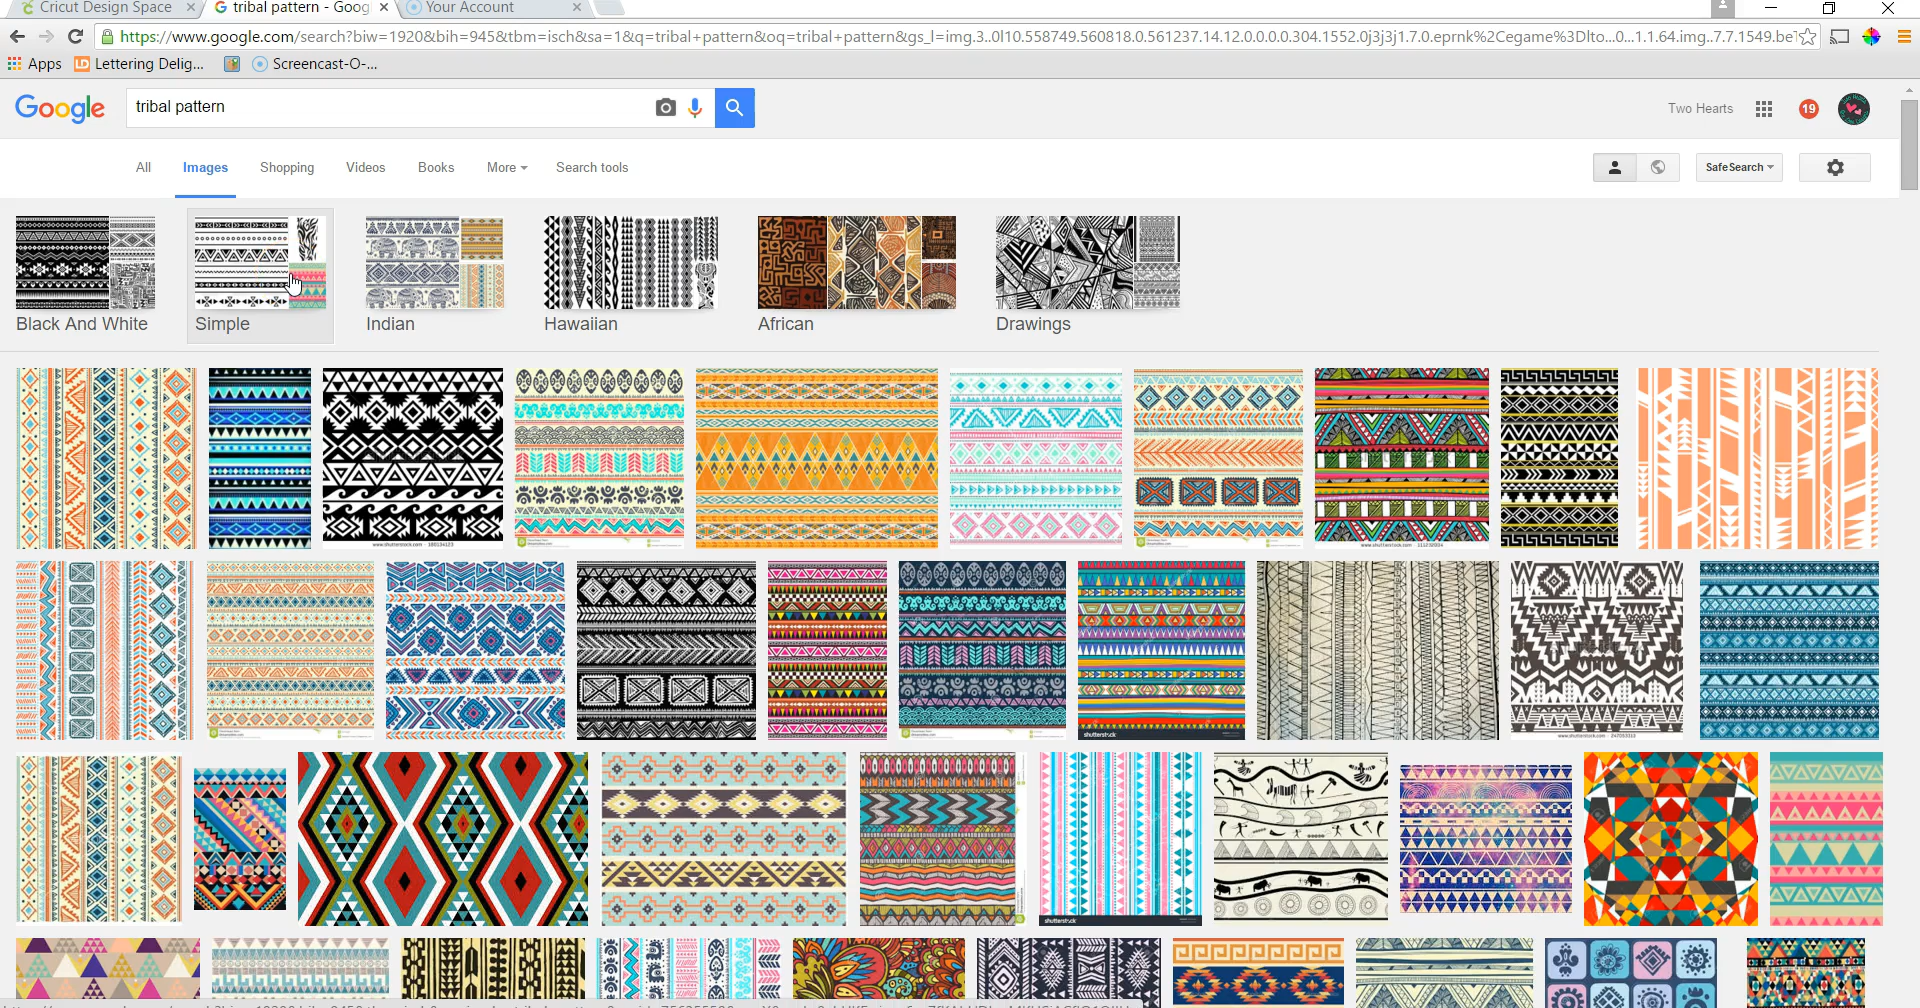 Cricut Design Space
tribal pattern - Goog
Your Account
https://www.google.com/search?biw=1920&bih=945&tbm=isch&sa=1&q=tribal+pattern&oq=tribal+pattern&gs_l=img.3..0l10.558749.560818.0.561237.14.12.0.0.0.0.304.1552.0j3j3j1.7.0.eprnk%2Cegame%3Dlto...0...1.1.64.img..7.7.1549.be
Apps
Lettering Delig...
Screencast-O-...
Google
tribal pattern
Two Hearts
19
All
Images
Shopping
Videos
Books
More
Search tools
SafeSearch
Black And White
Simple
Indian
Hawaiian
African
Drawings
shutterstock
shutterstock